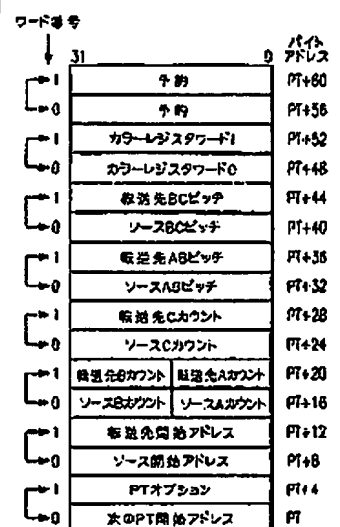 ワード番号
31 0 バイトアドレス
1 予約 PT+60
0 予約 PT+56
1 カラーレジスタワード1 PT+52
0 カラーレジスタワード0 PT+48
1 転送先BCピッチ PT+44
0 ソースBCピッチ PT+40
1 転送先ABピッチ PT+36
0 ソースABピッチ PT+32
1 転送先Cカウント PT+28
0 ソースCカウント PT+24
1 転送先Bカウント 転送先Aカウント PT+20
0 ソースBカウント ソースAカウント PT+16
1 転送先開始アドレス PT+12
0 ソース開始アドレス PT+8
1 PTオプション PT+4
0 次のPT開始アドレス PT